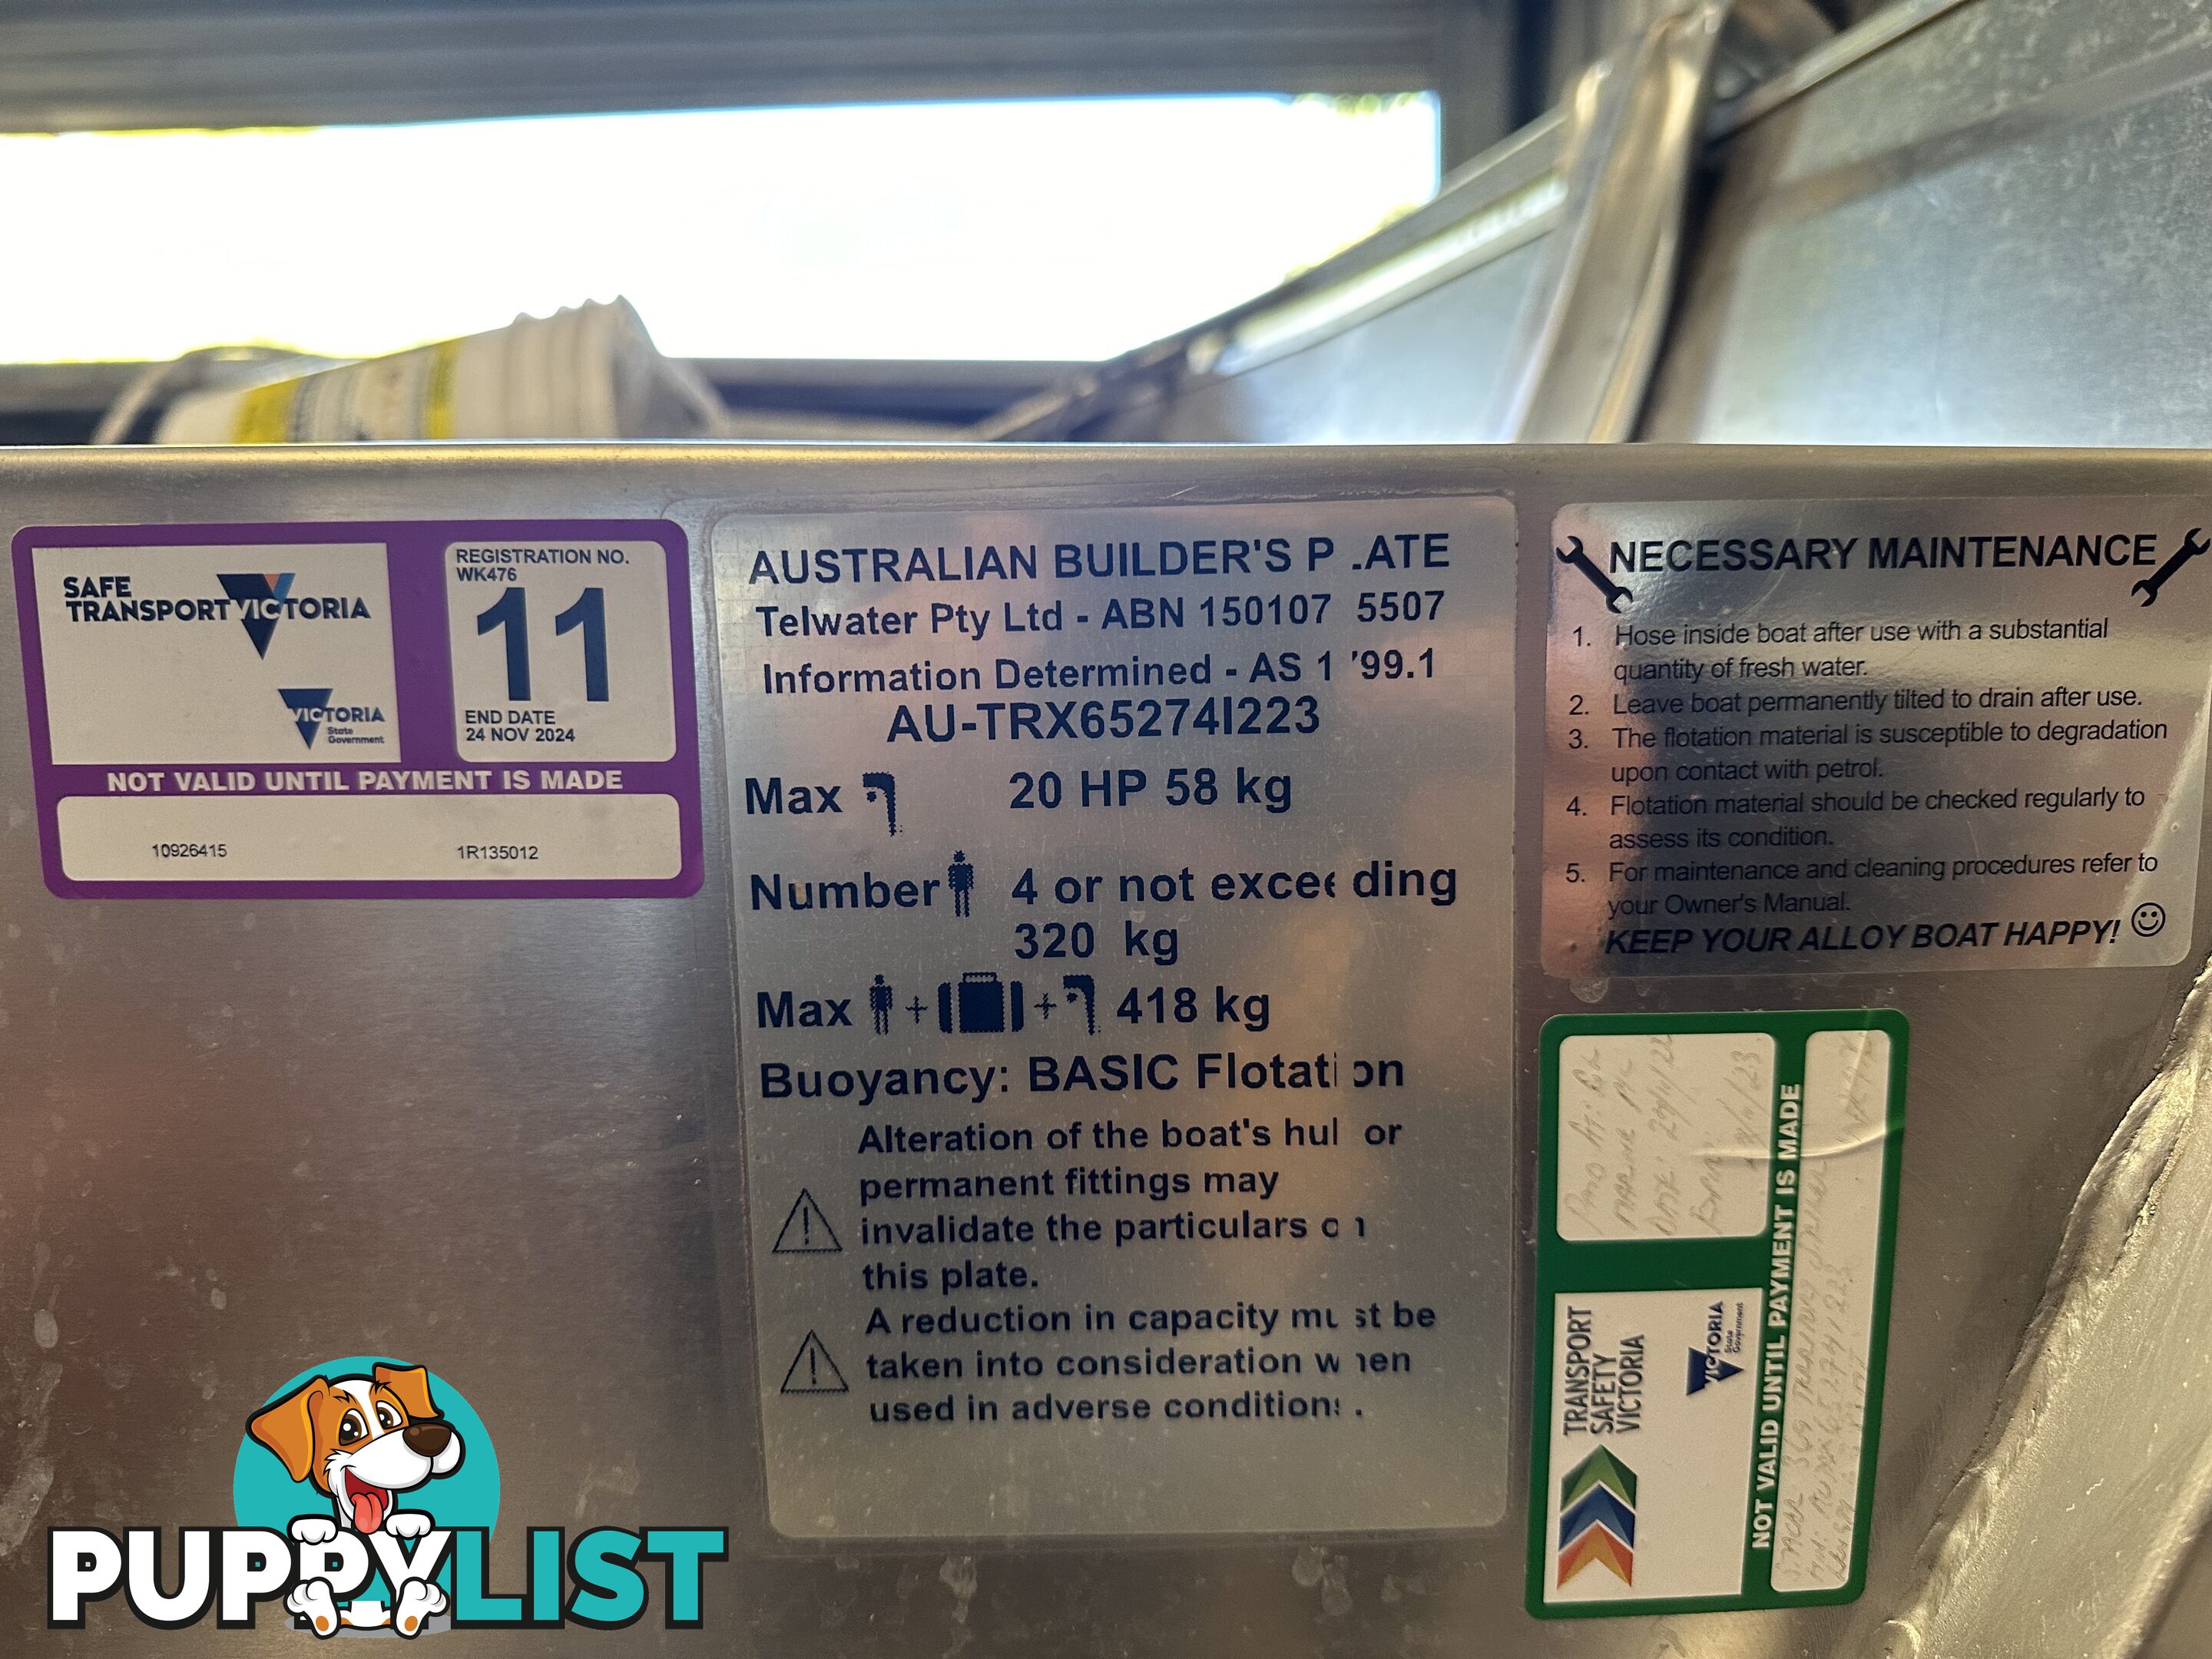 SAFE
TRANSPORT VICTORIA
VICTORIA
State
Government
REGISTRATION NO.
WK476
11
END DATE
24 NOV 2024
NOT VALID UNTIL PAYMENT IS MADE
10926415 1R135012
AUSTRALIAN BUILDER'S P .ATE
Telwater Pty Ltd - ABN 150107 5507
Information Determined - AS 1 '99.1
AU-TRX65274I223
Max 20 HP 58 kg
Number 4 or not exceeding
320 kg
Max + + 418 kg
Buoyancy: BASIC Flotation
Alteration of the boat's hul or
permanent fittings may
invalidate the particulars on
this plate.
A reduction in capacity must be
taken into consideration when
used in adverse conditions.
NECESSARY MAINTENANCE
1. Hose inside boat after use with a substantial
quantity of fresh water.
2. Leave boat permanently tilted to drain after use.
3. The flotation material is susceptible to degradation
upon contact with petrol.
4. Flotation material should be checked regularly to
assess its condition.
5. For maintenance and cleaning procedures refer to
your Owner's Manual.
KEEP YOUR ALLOY BOAT HAPPY!
TRANSPORT
SAFETY
VICTORIA
VICTORIA
State
Government
NOT VALID UNTIL PAYMENT IS MADE
PUPPYLIST